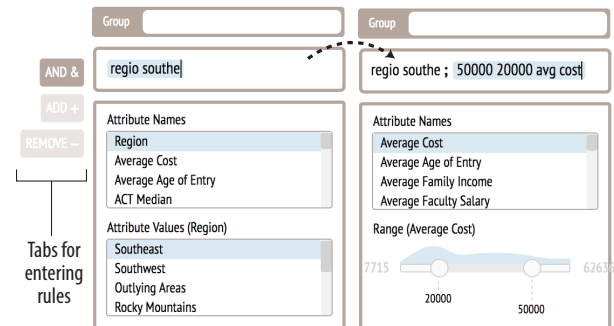 Group
regio southe
AND &
ADD +
REMOVE –
Tabs for
entering
rules
Attribute Names
Region
Average Cost
Average Age of Entry
ACT Median
Attribute Values (Region)
Southeast
Southwest
Outlying Areas
Rocky Mountains
Group
regio southe ; 50000 20000 avg cost
Attribute Names
Average Cost
Average Age of Entry
Average Family Income
Average Faculty Salary
Range (Average Cost)
7715
20000
50000